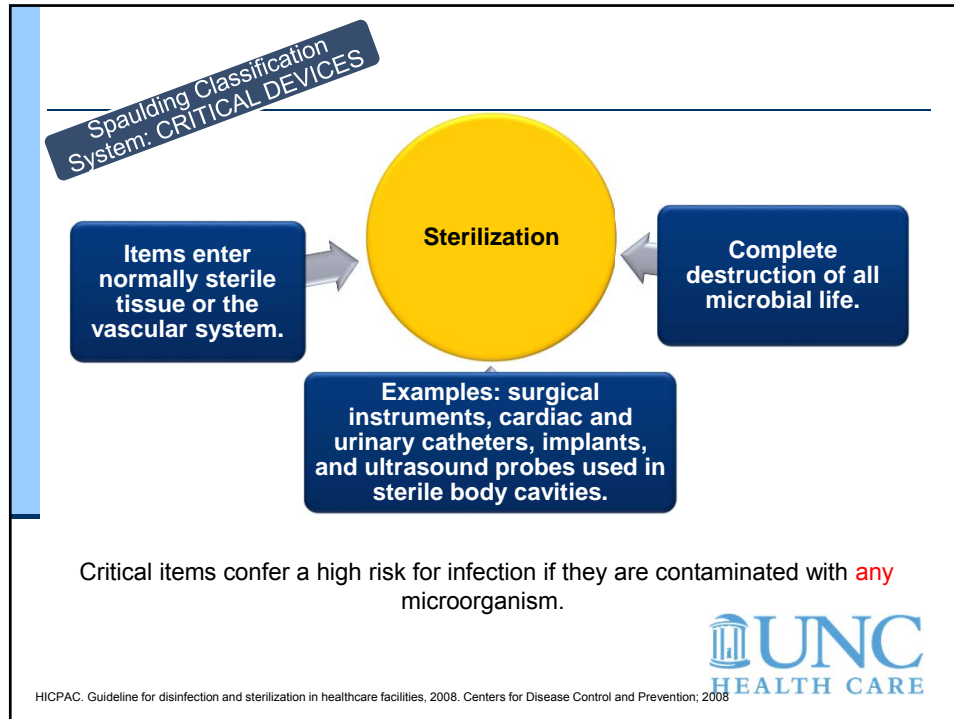 Spaulding Classification
System: CRITICAL DEVICES
Sterilization
Items enter
normally sterile
tissue or the
vascular system.
Complete
destruction of all
microbial life.
Examples: surgical
instruments, cardiac and
urinary catheters, implants,
and ultrasound probes used in
sterile body cavities.
Critical items confer a high risk for infection if they are contaminated with any
microorganism.
UNC
HEALTH CARE
HICPAC. Guideline for disinfection and sterilization in healthcare facilities, 2008. Centers for Disease Control and Prevention; 2008